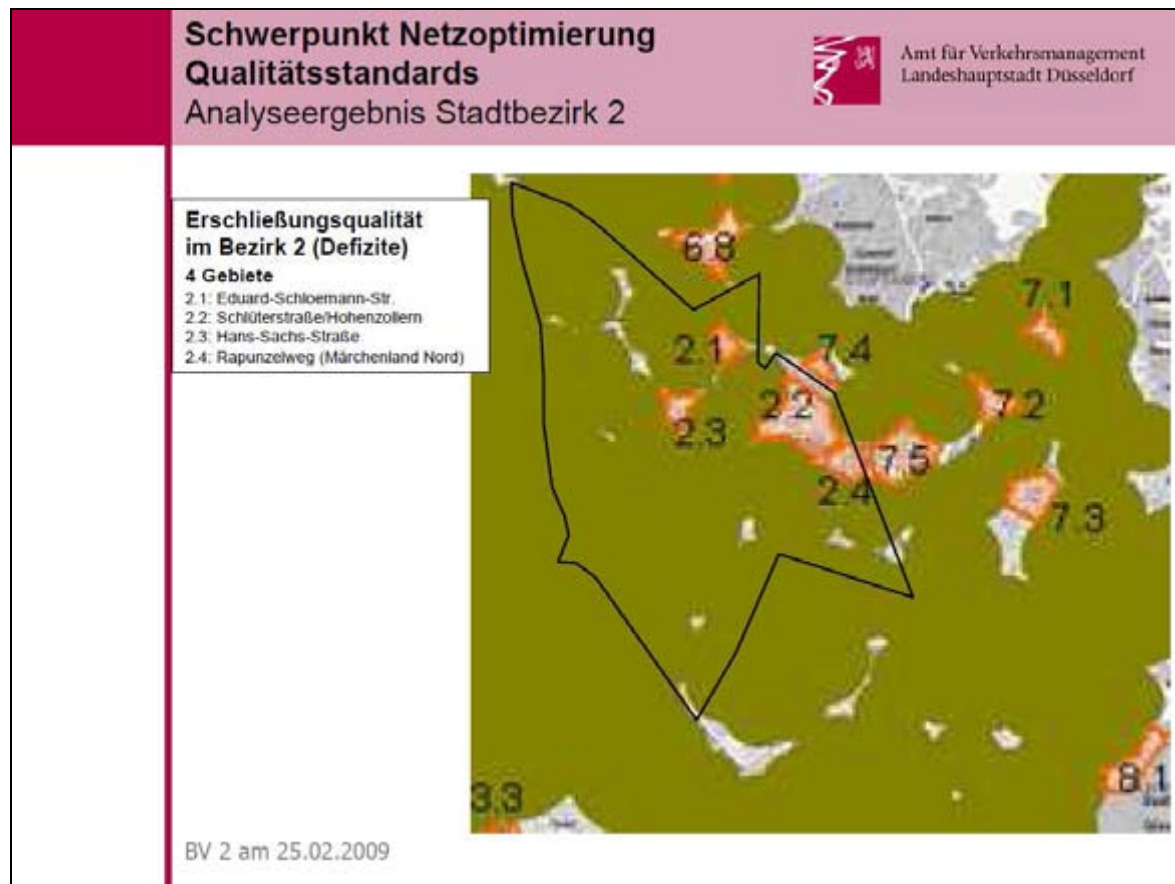 Schwerpunkt Netzoptimierung
Qualitätsstandards
Analyseergebnis Stadtbezirk 2
Amt für Verkehrsmanagement
Landeshauptstadt Düsseldorf
Erschließungsqualität
im Bezirk 2 (Defizite)
4 Gebiete
2.1: Eduard-Schloemann-Str.
2.2: Schlüterstraße/Hohenzollern
2.3: Hans-Sachs-Straße
2.4: Rapunzelweg (Märchenland Nord)
6.8
7.1
2.1
7.4
2.2
7.2
2.3
7.5
2.4
7.3
8.1
3.3
BV 2 am 25.02.2009